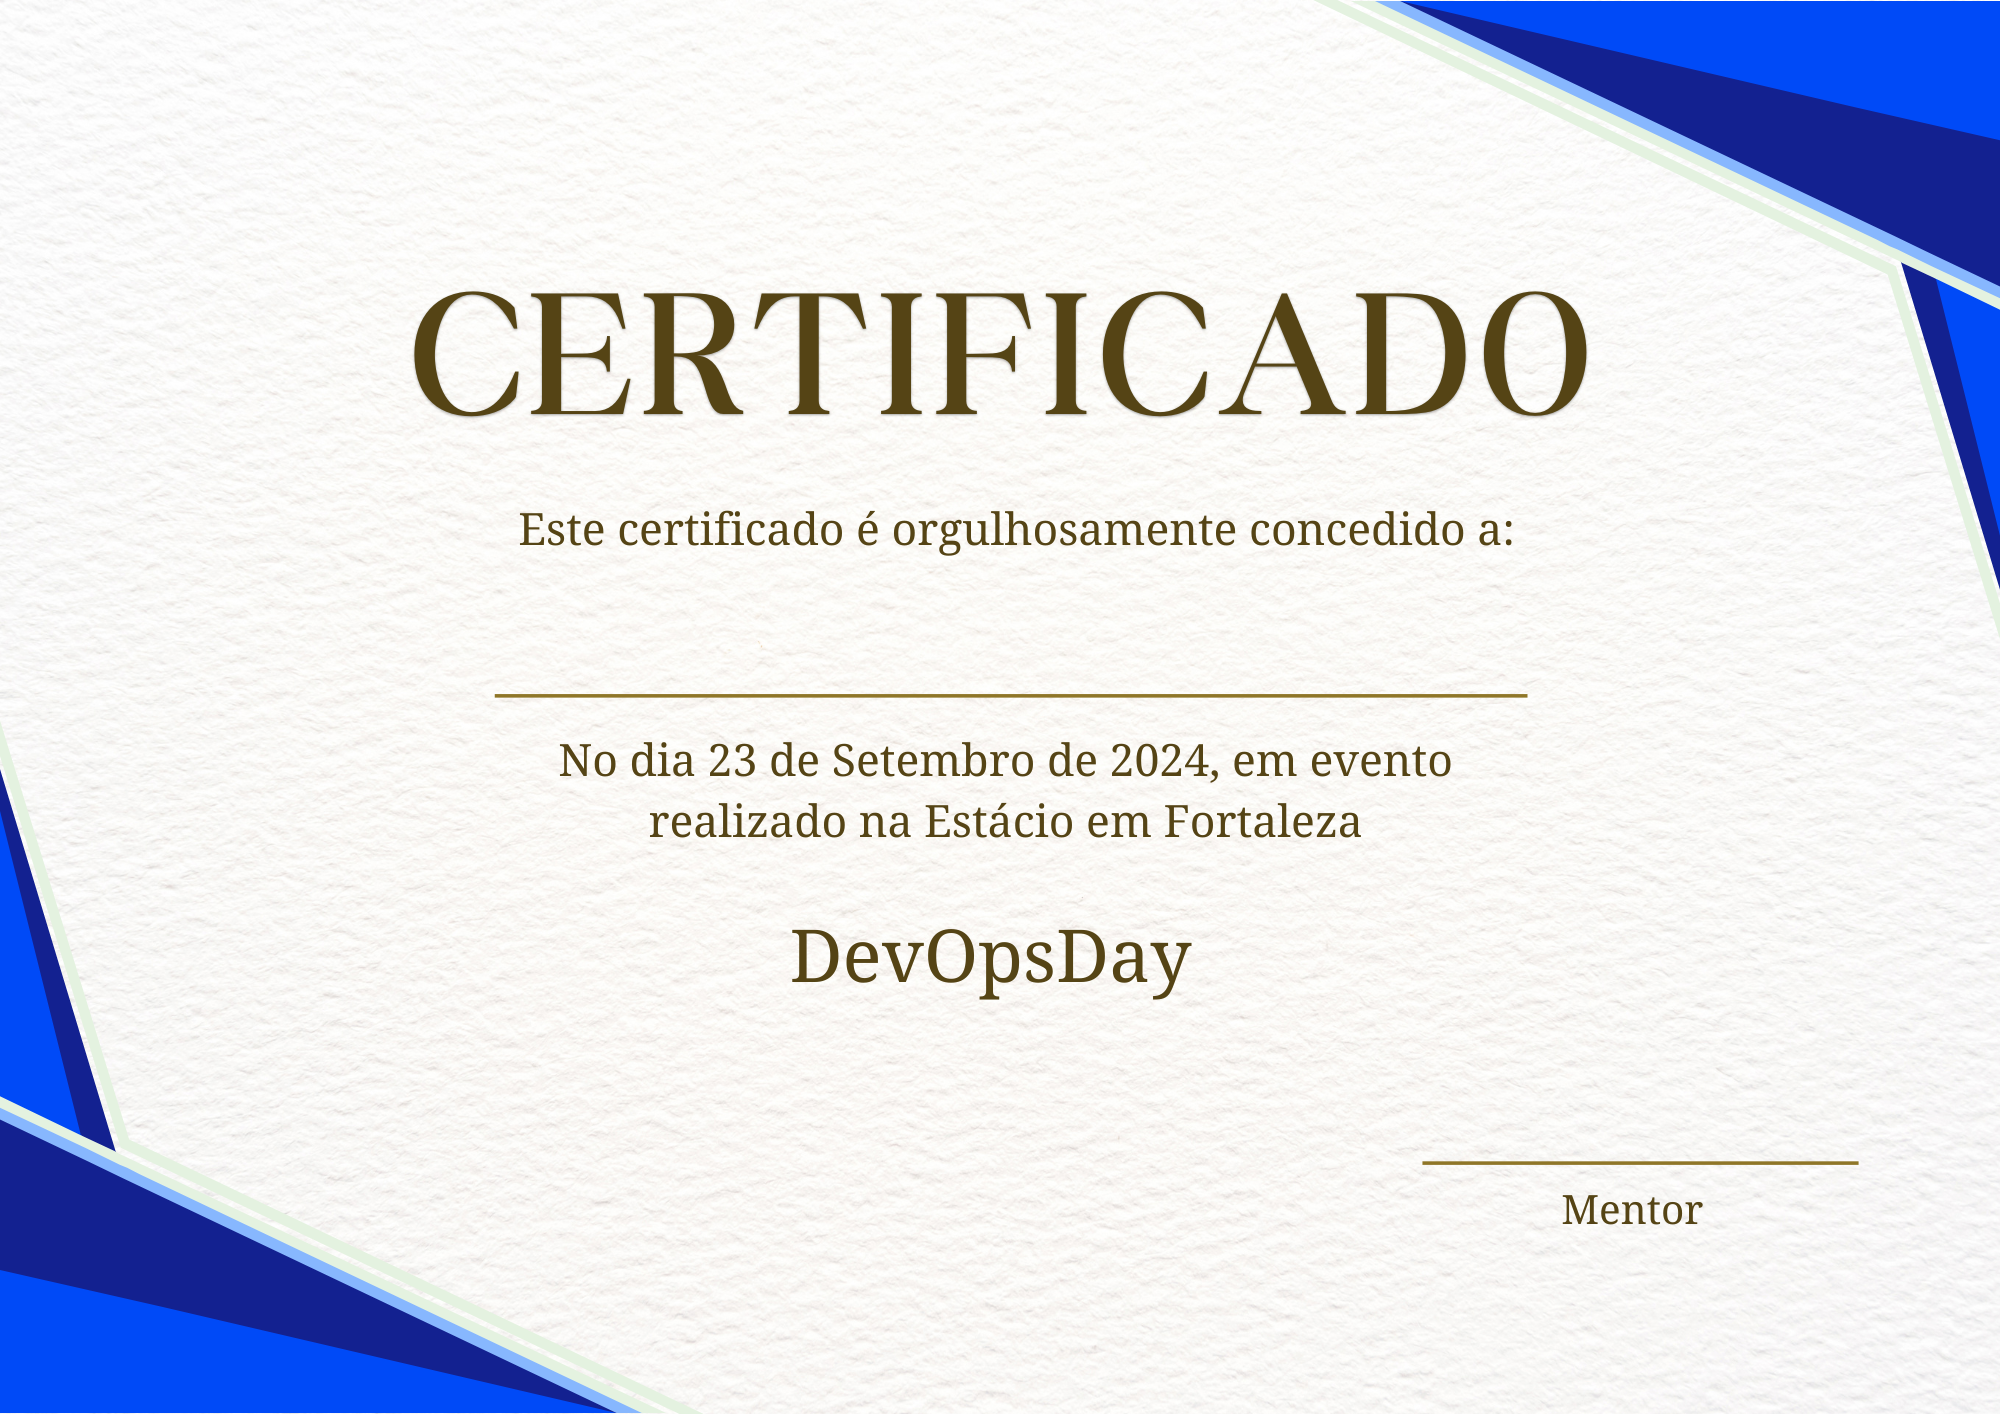 CERTIFICADO
Este certificado é orgulhosamente concedido a:
No dia 23 de Setembro de 2024, em evento
realizado na Estácio em Fortaleza
DevOpsDay
Mentor